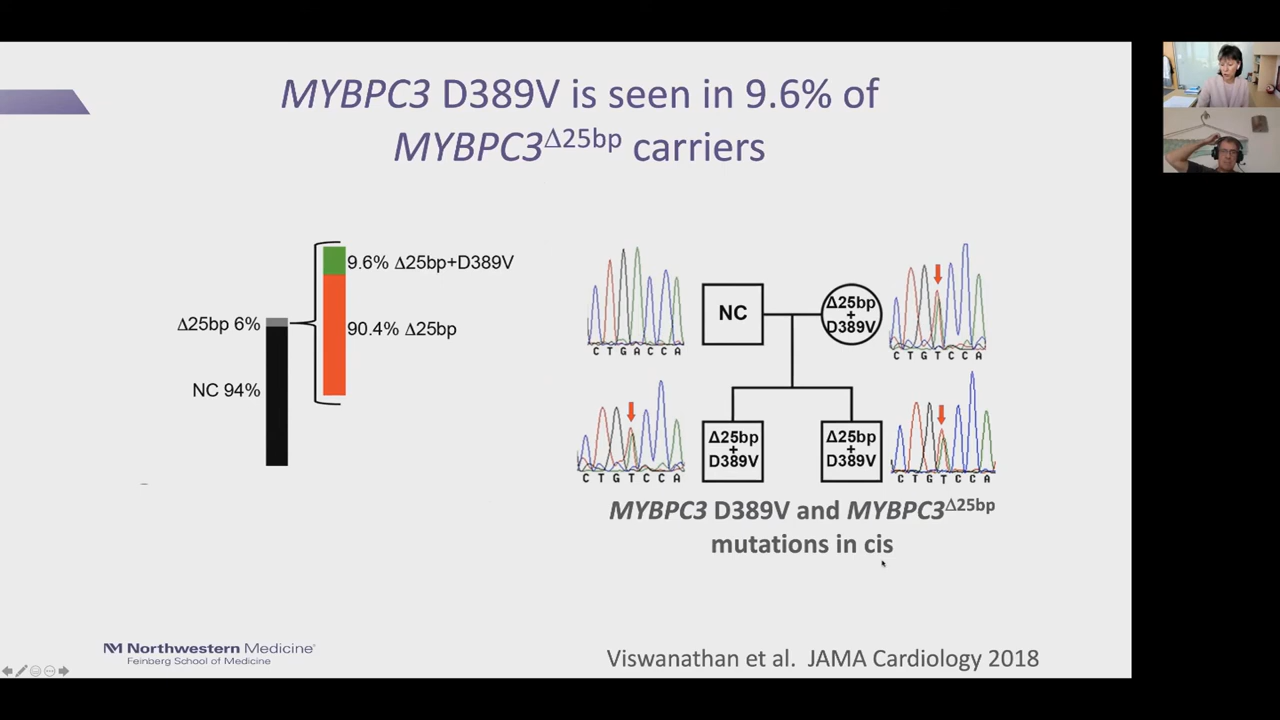 MYBPC3 D389V is seen in 9.6% of
MYBPC3Δ25bp carriers
9.6% Δ25bp+D389V
Δ25bp 6%
90.4% Δ25bp
NC 94%
C T G A C C A
NC
Δ25bp
+
D389V
C T G T C C A
C T G T C C A
Δ25bp
+
D389V
Δ25bp
+
D389V
C T G T C C A
MYBPC3 D389V and MYBPC3Δ25bp
mutations in cis
Northwestern Medicine®
Feinberg School of Medicine
Viswanathan et al. JAMA Cardiology 2018